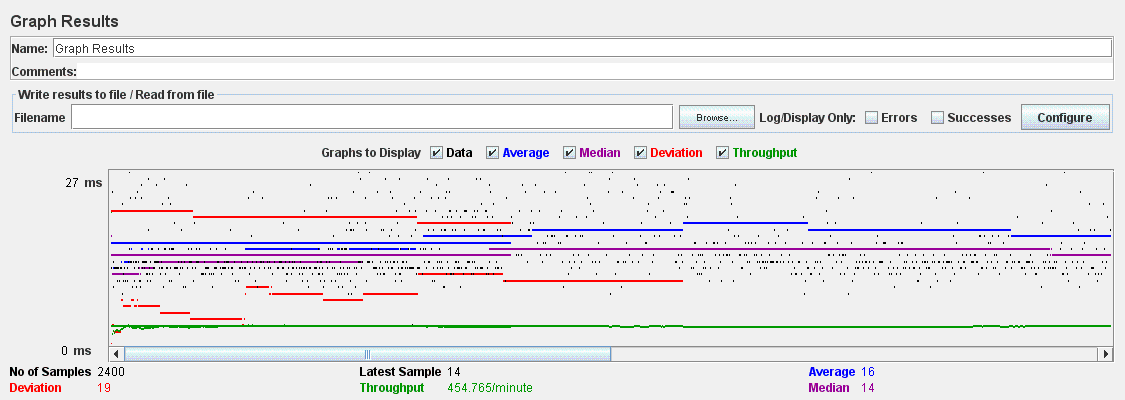 Graph Results
Name: Graph Results
Comments:
Write results to file / Read from file
Filename Browse... Log/Display Only: Errors Successes Configure
Graphs to Display Data Average Median Deviation Throughput
27 ms
0 ms
No of Samples 2400 Latest Sample 14 Average 16
Deviation 19 Throughput 454.765/minute Median 14